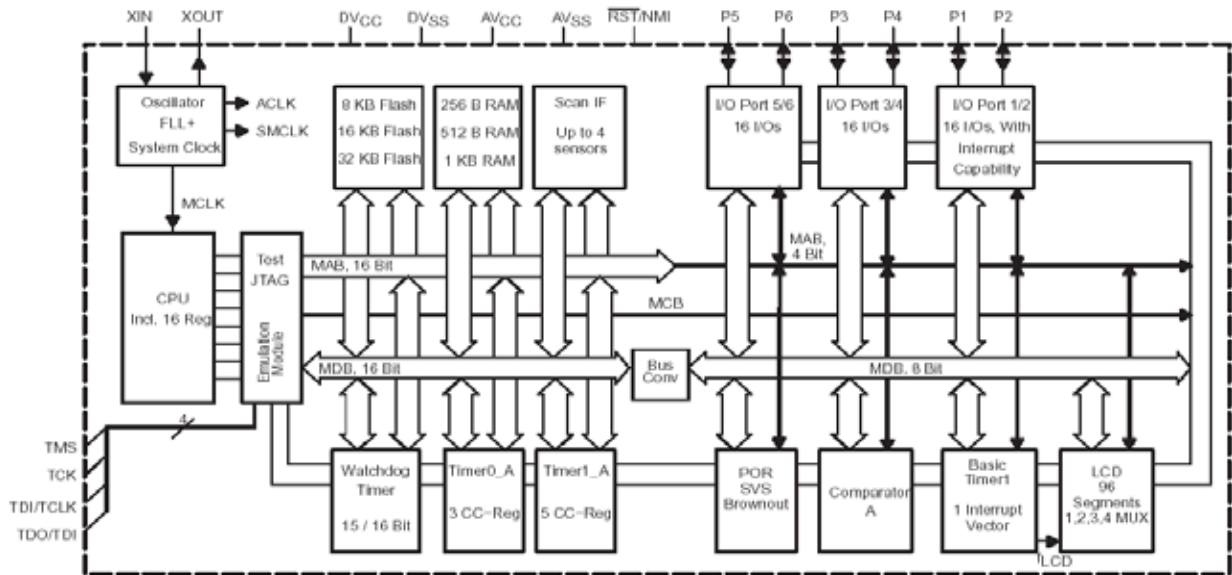 XIN XOUT DVCC DVSS AVCC AVSS RST/NMI P5 P6 P3 P4 P1 P2
Oscillator
FLL+
System Clock
ACLK
SMCLK
8 KB Flash
16 KB Flash
32 KB Flash
256 B RAM
512 B RAM
1 KB RAM
Scan IF
Up to 4
sensors
I/O Port 5/6
16 I/Os
I/O Port 3/4
16 I/Os
I/O Port 1/2
16 I/Os, With
Interrupt
Capability
MCLK
CPU
Incl. 16 Reg
Test
JTAG
Emulation
Module
MAB, 16 Bit
MAB,
4 Bit
MCB
MDB, 16 Bit
Bus
Conv
MDB, 8 Bit
4
TMS
TCK
TDI/TCLK
TDO/TDI
Watchdog
Timer
15 / 16 Bit
Timer0_A
3 CC-Reg
Timer1_A
5 CC-Reg
POR
SVS
Brownout
Comparator
A
Basic
Timer1
1 Interrupt
Vector
LCD
96
Segments
1,2,3,4 MUX
fLCD